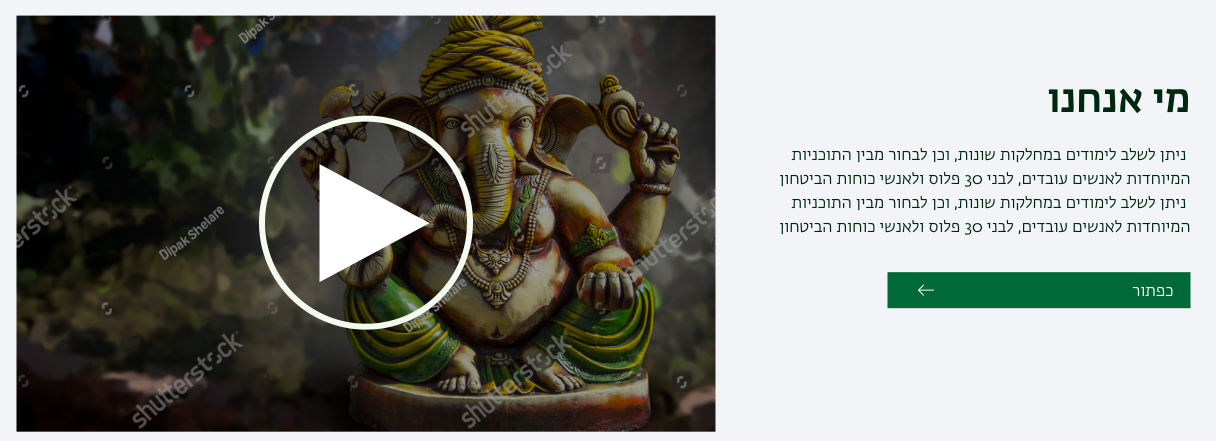 מי אנחנו
ניתן לשלב לימודים במחלקות שונות, וכן לבחור מבין התוכניות
המיוחדות לאנשים עובדים, לבני 30 פלוס ולאנשי כוחות הביטחון
ניתן לשלב לימודים במחלקות שונות, וכן לבחור מבין התוכניות
המיוחדות לאנשים עובדים, לבני 30 פלוס ולאנשי כוחות הביטחון
כפתור
Dipak Shelare
shutterstock
Dipak Shelare
shutterstock
Dipak Shelare
shutterstock
shutterstock